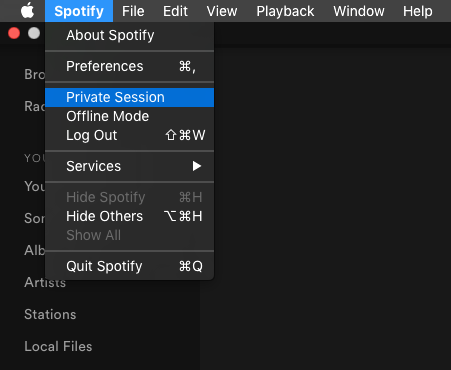 Spotify File Edit View Playback Window Help
About Spotify
Preferences ⌘,
Private Session
Offline Mode
Log Out ⇧⌘W
Services ▶
Hide Spotify ⌘H
Hide Others ⌥⌘H
Show All
Quit Spotify ⌘Q
Bro
Rad
YOU
You
Son
Alb
Artists
Stations
Local Files